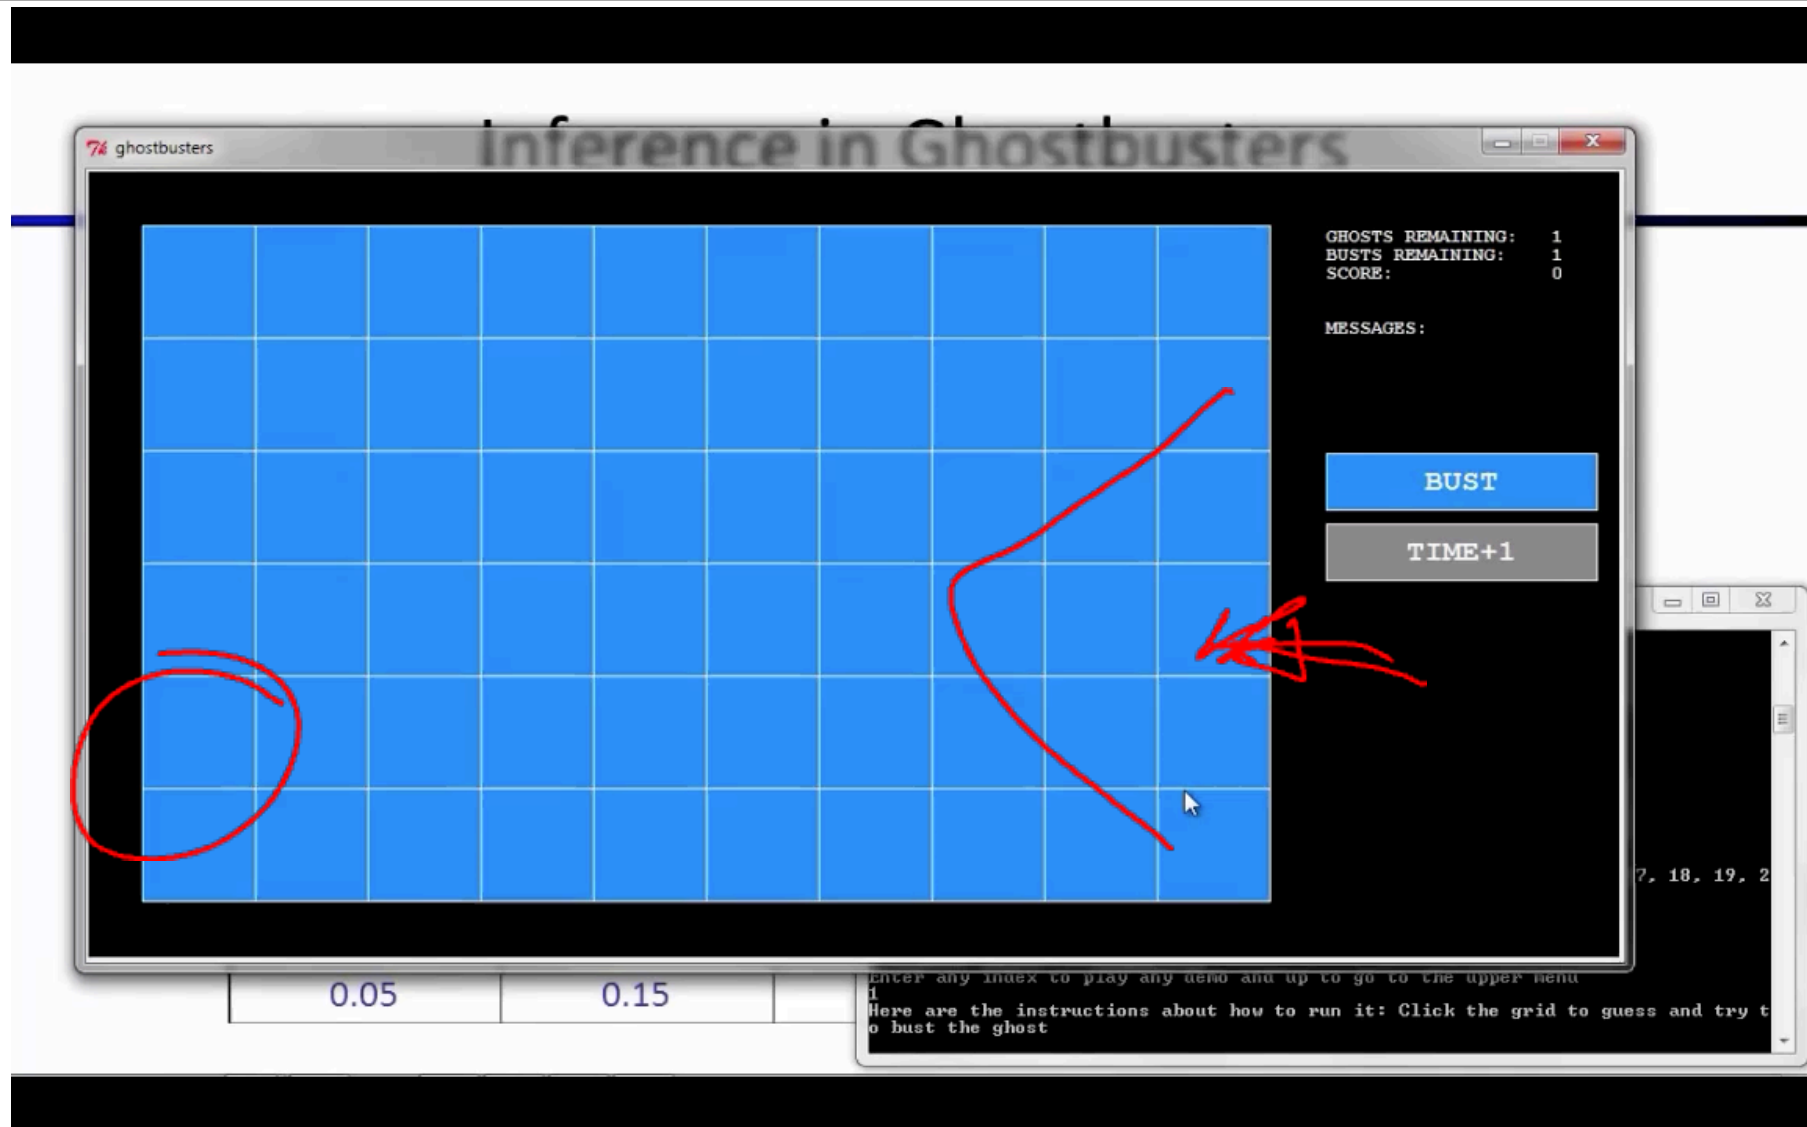 Inference in Ghostbusters
ghostbusters
GHOSTS REMAINING: 1
BUSTS REMAINING: 1
SCORE: 0
MESSAGES:
BUST
TIME+1
7, 18, 19, 2
0.05 0.15
Enter any index to play any demo and up to go to the upper menu
1
Here are the instructions about how to run it: Click the grid to guess and try t
o bust the ghost